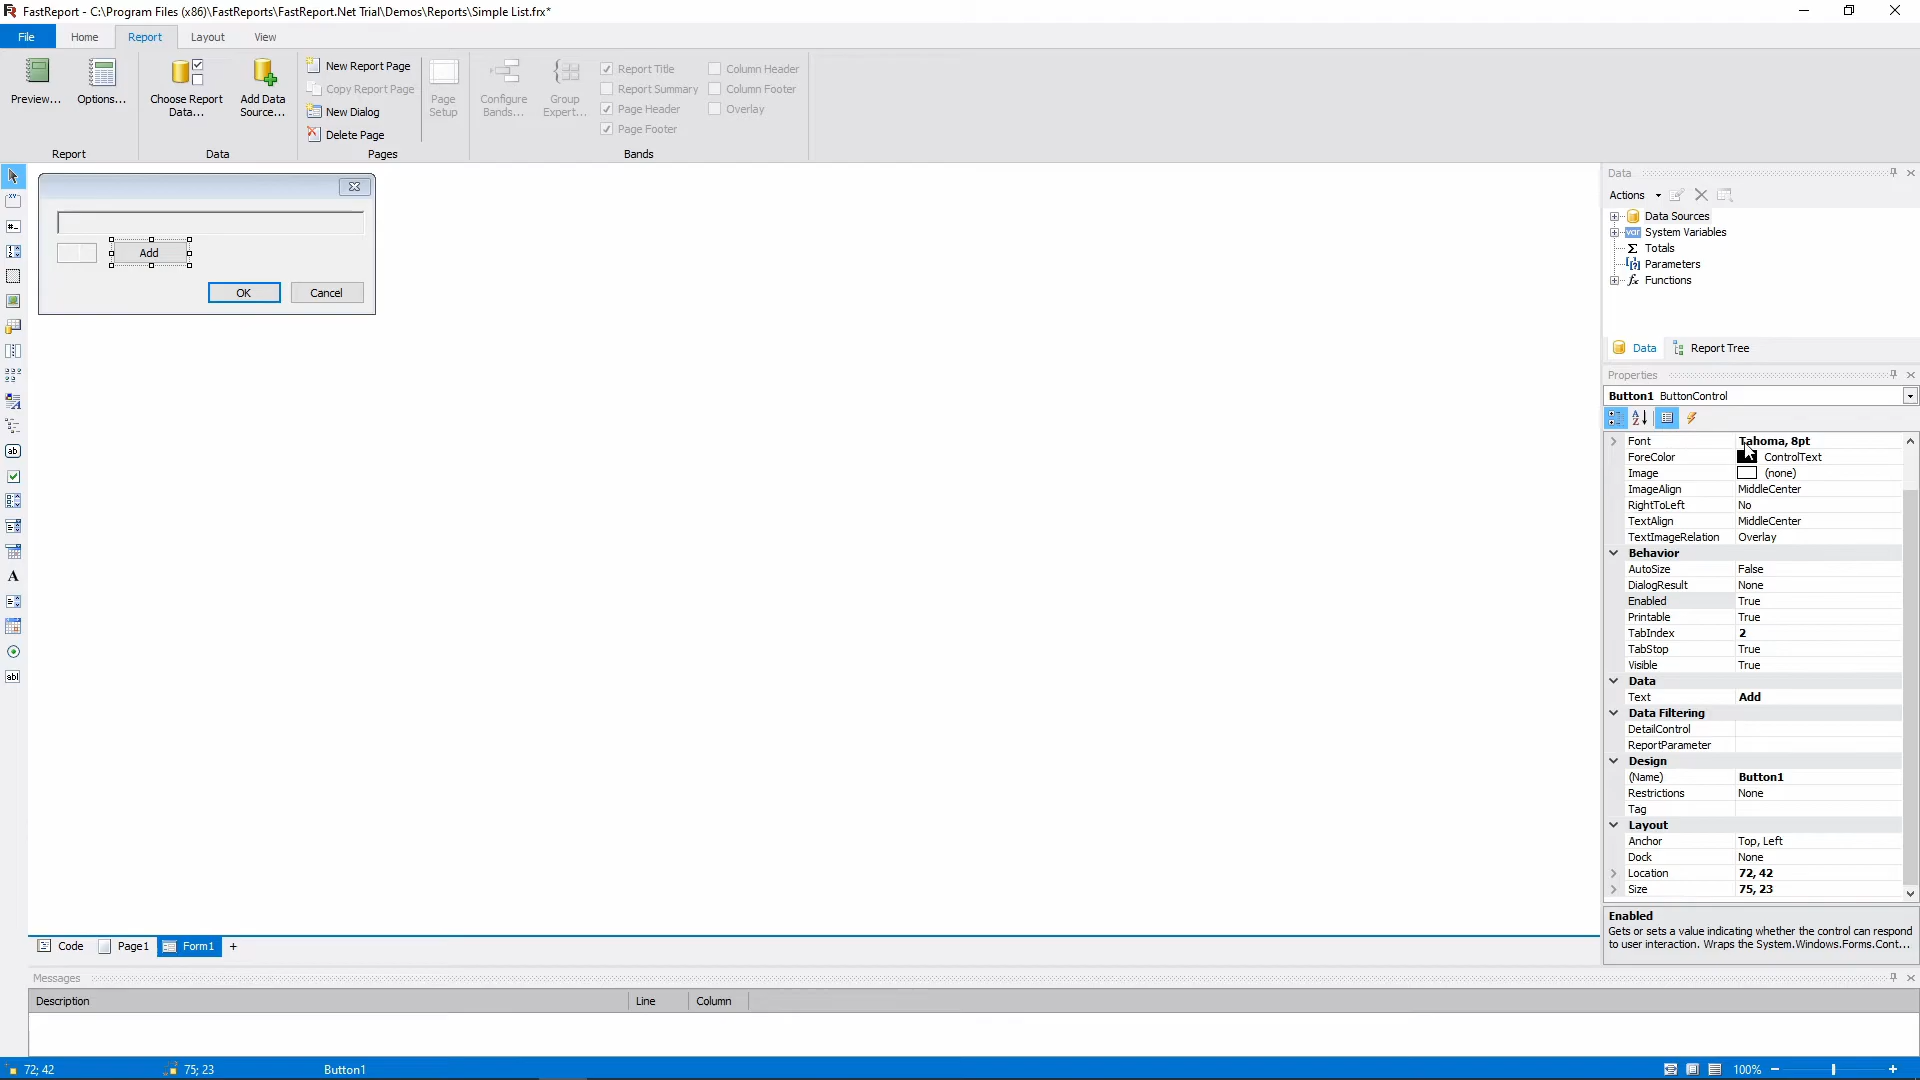 FastReport - C:\Program Files (x86)\FastReports\FastReport.Net Trial\Demos\Reports\Simple List.frx*
File Home Report Layout View
Preview...
Options...
Choose Report Data...
Add Data Source...
New Report Page
Copy Report Page
New Dialog
Delete Page
Page Setup
Configure Bands...
Group Expert...
Report Title
Report Summary
Page Header
Page Footer
Column Header
Column Footer
Overlay
Report Data Pages Bands
Add
OK Cancel
Data
Actions
Data Sources
System Variables
Totals
Parameters
Functions
Data Report Tree
Properties
Button1 ButtonControl
Font Tahoma, 8pt
ForeColor ControlText
Image (none)
ImageAlign MiddleCenter
RightToLeft No
TextAlign MiddleCenter
TextImageRelation Overlay
Behavior
AutoSize False
DialogResult None
Enabled True
Printable True
TabIndex 2
TabStop True
Visible True
Data
Text Add
Data Filtering
DetailControl
ReportParameter
Design
(Name) Button1
Restrictions None
Tag
Layout
Anchor Top, Left
Dock None
Location 72, 42
Size 75, 23
Enabled
Gets or sets a value indicating whether the control can respond
to user interaction. Wraps the System.Windows.Forms.Cont...
Code Page1 Form1 +
Messages
Description Line Column
72; 42 75; 23 Button1 100%